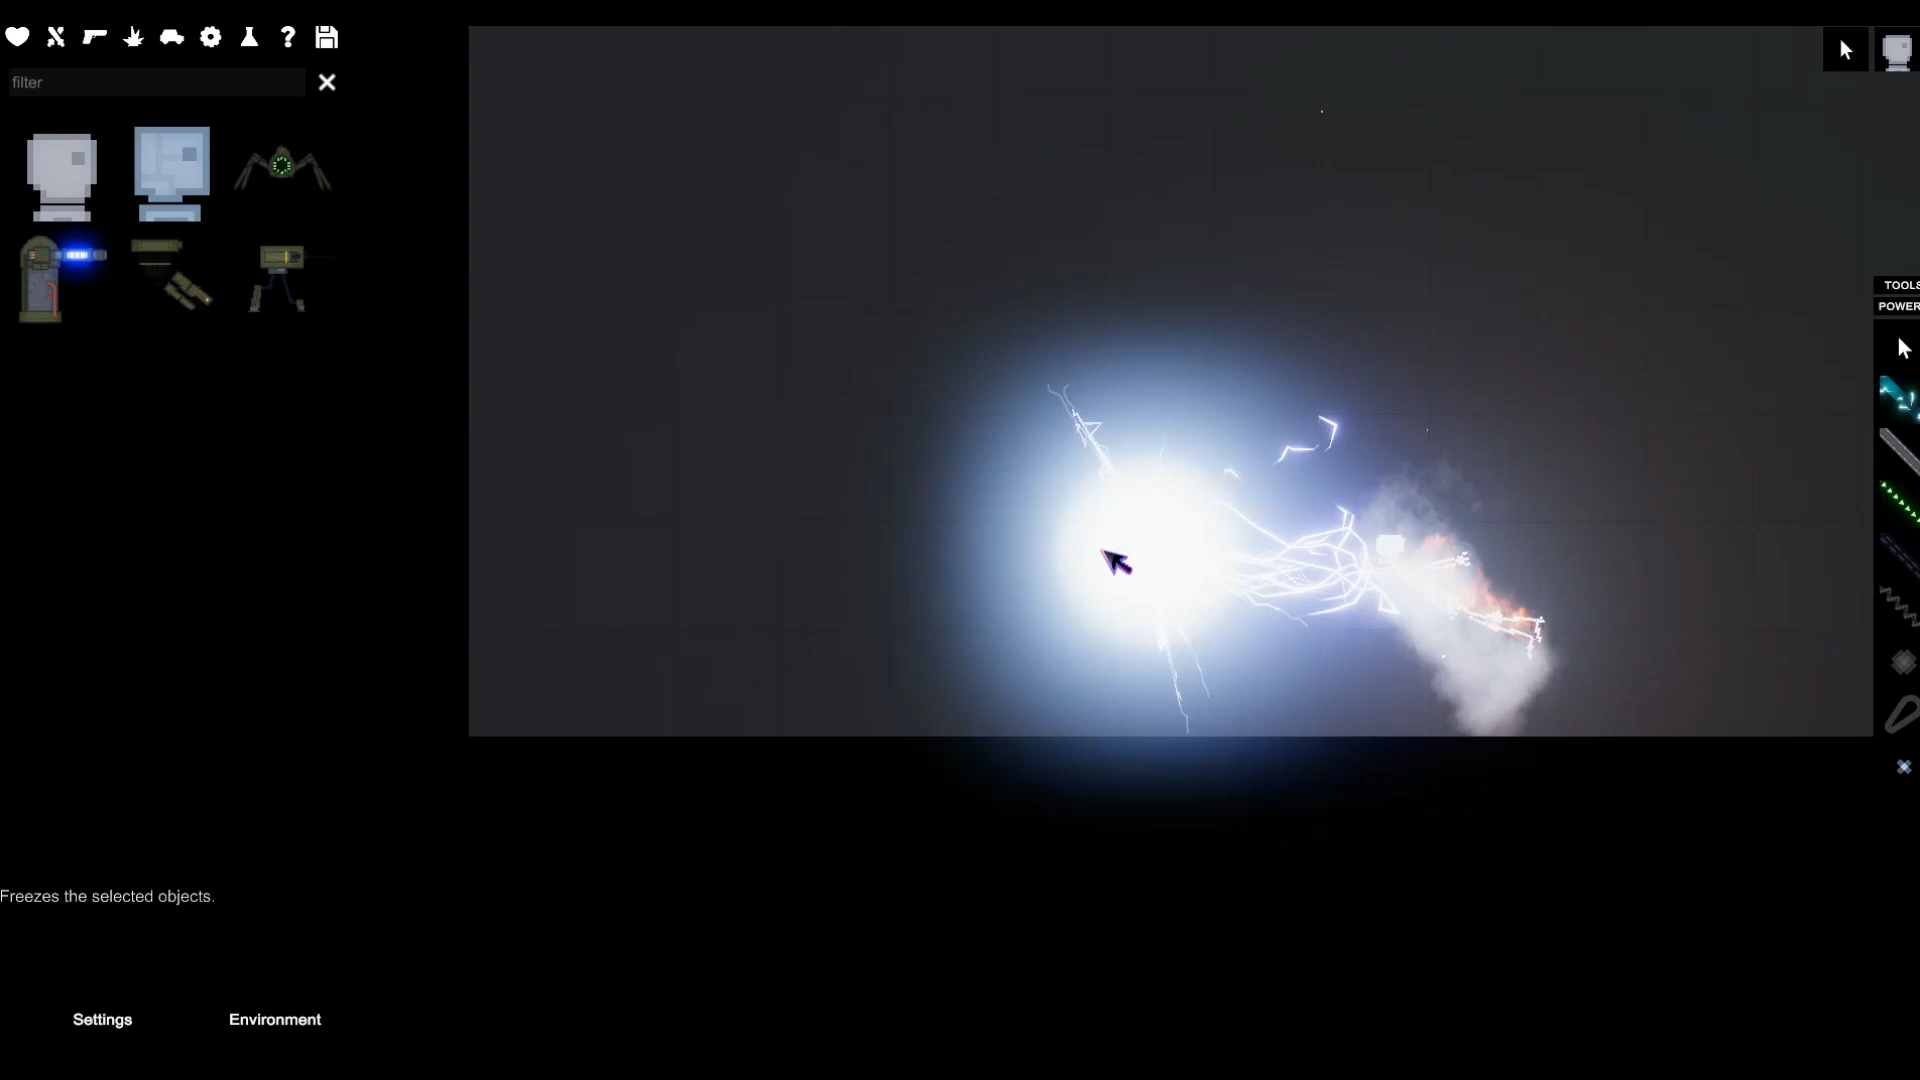 filter
TOOLS
POWER
Freezes the selected objects.
Settings
Environment